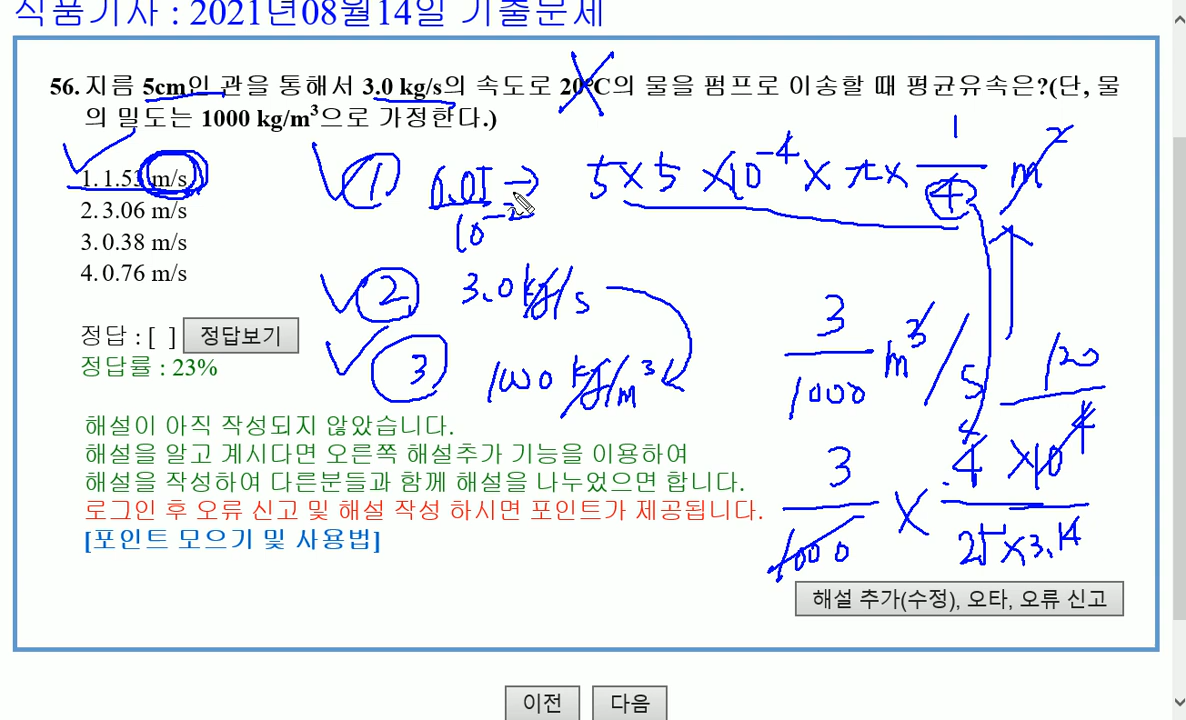 식품기사 : 2021년08월14일 기출문제
56. 지름 5cm인 관을 통해서 3.0 kg/s의 속도로 20℃의 물을 펌프로 이송할 때 평균유속은?(단, 물
의 밀도는 1000 kg/m³으로 가정한다.)
1. 1.53 m/s
2. 3.06 m/s
3. 0.38 m/s
4. 0.76 m/s
① → 5×5 ×10⁻⁴ × π × 1/4 m²
10⁻²
② 3.0 kg/s
③ 1000 kg/m³
3/1000 m³/s
120
3/1000 × 4 ×10⁴ / 25×3.14
정답 : [ ] 정답보기
정답률 : 23%
해설이 아직 작성되지 않았습니다.
해설을 알고 계시다면 오른쪽 해설추가 기능을 이용하여
해설을 작성하여 다른분들과 함께 해설을 나누었으면 합니다.
로그인 후 오류 신고 및 해설 작성 하시면 포인트가 제공됩니다.
[포인트 모으기 및 사용법]
해설 추가(수정), 오타, 오류 신고
이전 다음